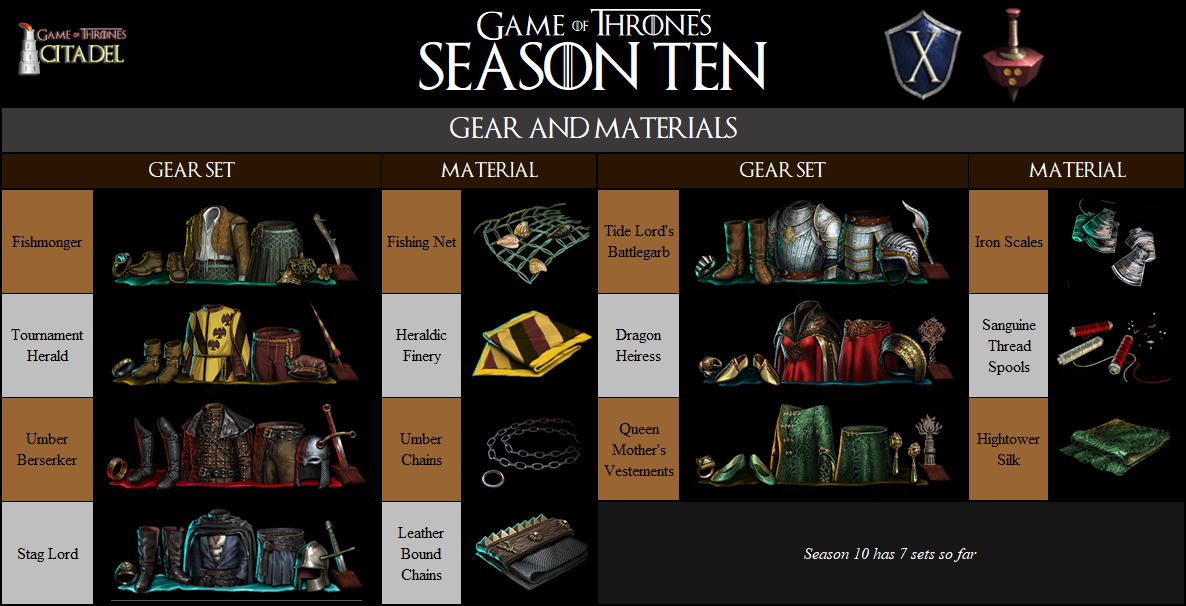 GAME OF THRONES
CITADEL
GAME OF THRONES
SEASON TEN
X
GEAR AND MATERIALS
GEAR SET
MATERIAL
GEAR SET
MATERIAL
Fishmonger
Fishing Net
Tide Lord's
Battlegarb
Iron Scales
Tournament
Herald
Heraldic
Finery
Dragon
Heiress
Sanguine
Thread
Spools
Umber
Berserker
Umber
Chains
Queen
Mother's
Vestements
Hightower
Silk
Stag Lord
Leather
Bound
Chains
Season 10 has 7 sets so far